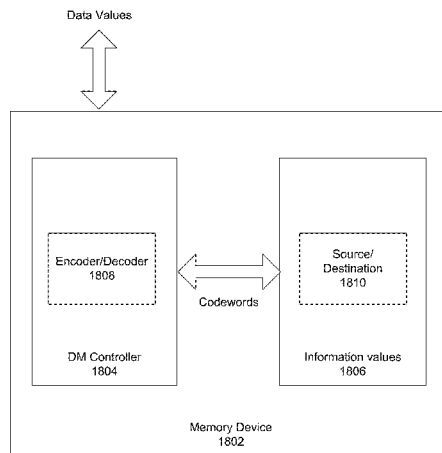 Data Values
Encoder/Decoder
1808
Source/
Destination
1810
Codewords
DM Controller
1804
Information values
1806
Memory Device
1802